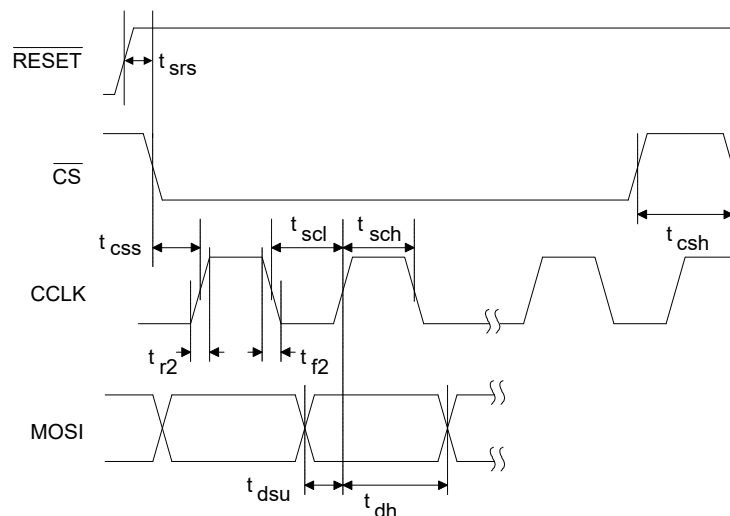 RESET
t srs
CS
t css
t scl
t sch
t csh
CCLK
t r2
t f2
MOSI
t dsu
t dh